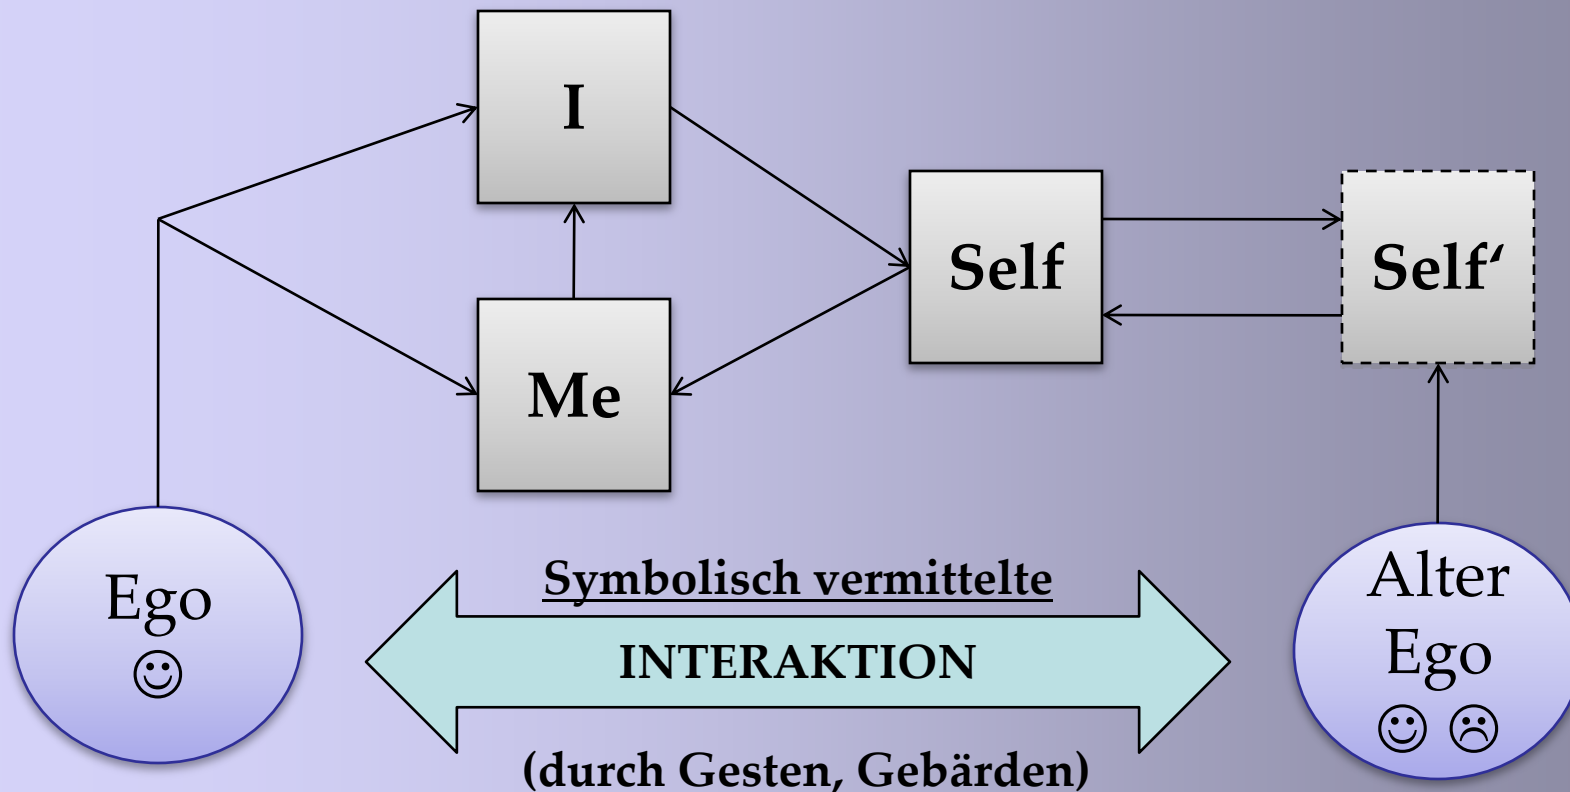 I
Self
Self‘
Me
Ego
☺
Symbolisch vermittelte
INTERAKTION
(durch Gesten, Gebärden)
Alter
Ego
☺ ☹